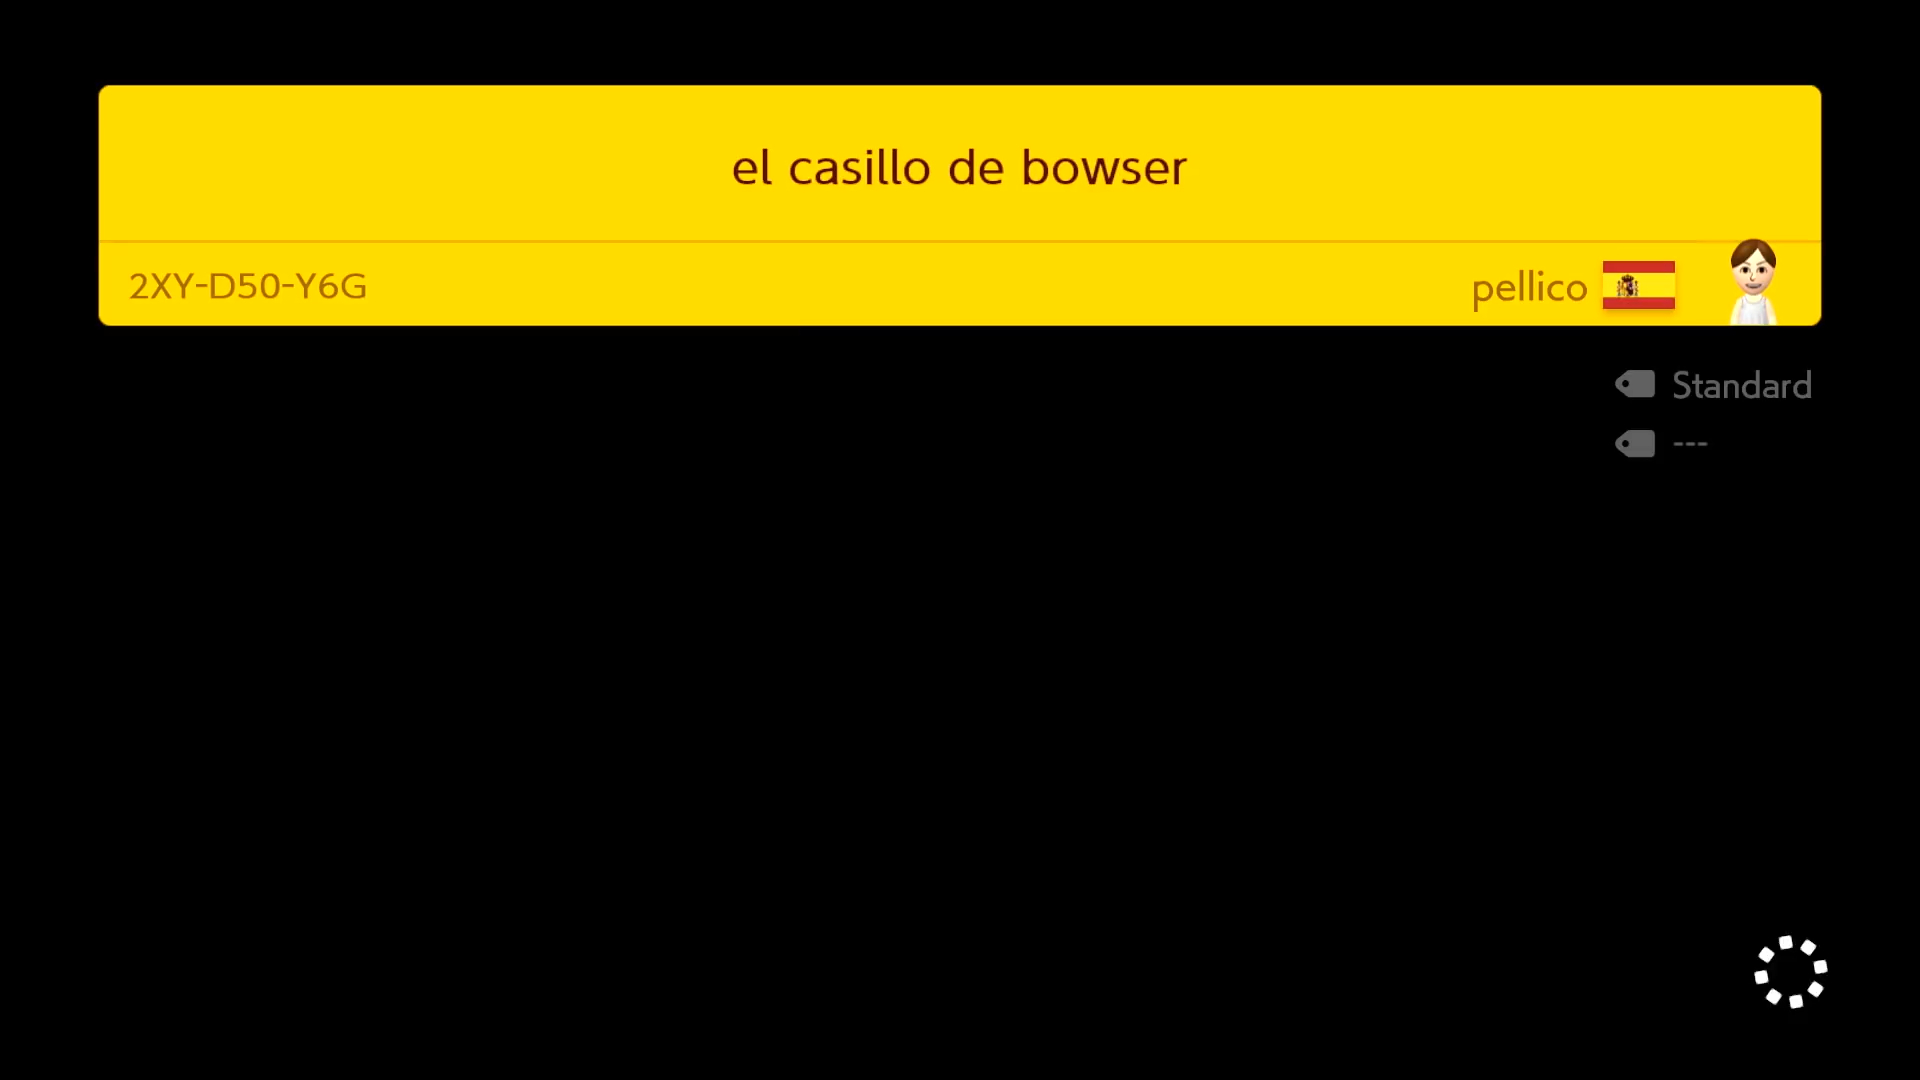 el casillo de bowser
2XY-D50-Y6G
pellico
Standard
---